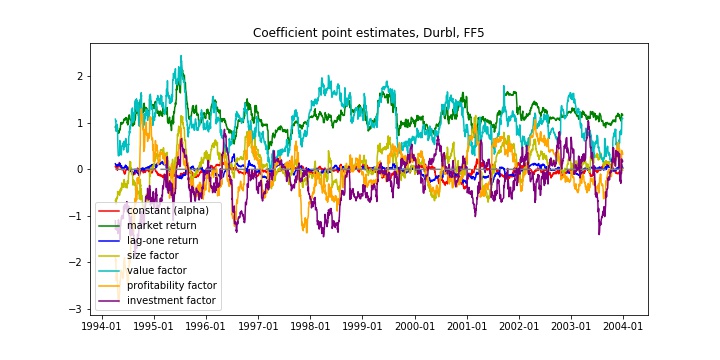 Coefficient point estimates, Durbl, FF5
2
1
0
−1
−2
−3
constant (alpha)
market return
lag-one return
size factor
value factor
profitability factor
investment factor
1994-01 1995-01 1996-01 1997-01 1998-01 1999-01 2000-01 2001-01 2002-01 2003-01 2004-01